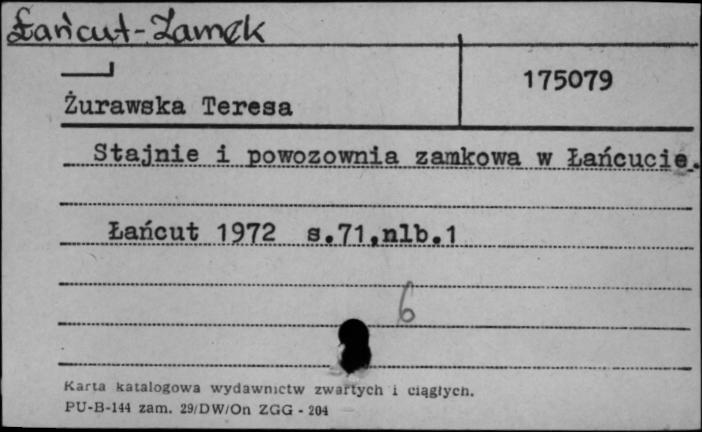 Łańcut-Zamek
175079
Żurawska Teresa
Stajnie i powozownia zamkowa w Łańcucie.
Łańcut 1972 s.71,nlb.1
6
Karta katalogowa wydawnictw zwartych i ciągłych.
PU-B-144 zam. 29/DW/On ZGG - 204